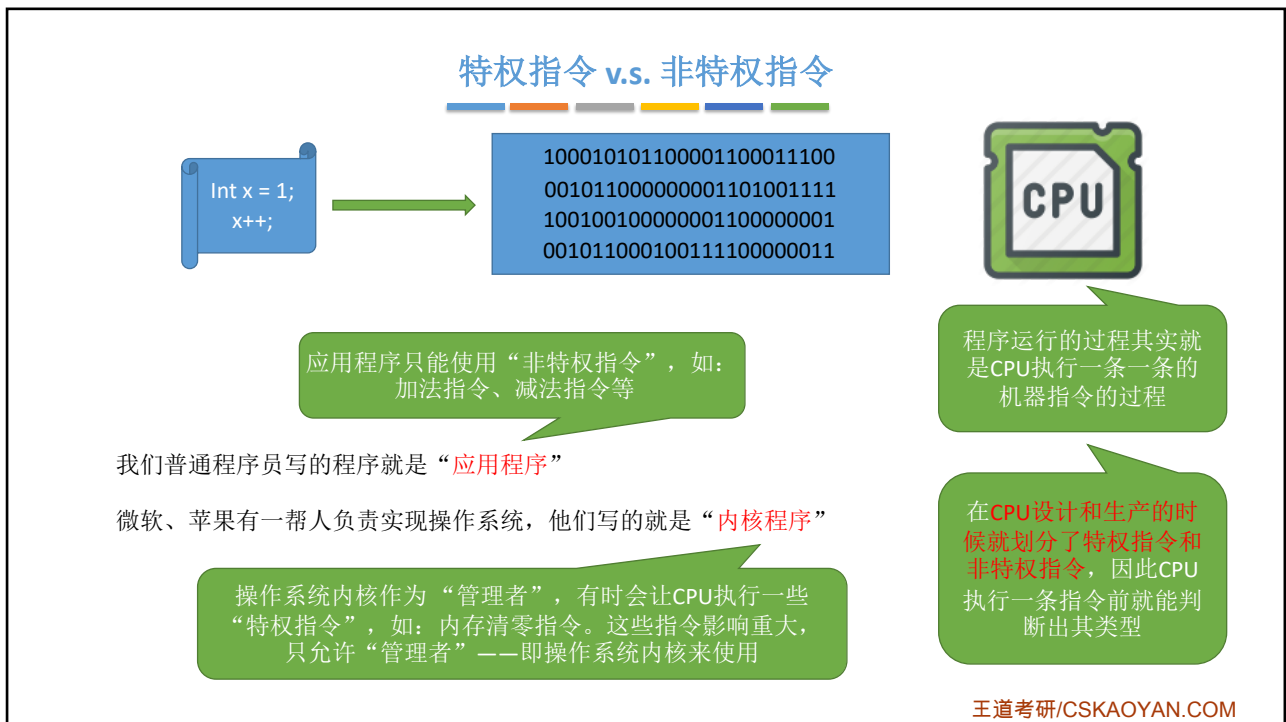 特权指令 v.s. 非特权指令
Int x = 1;
x++;
100010101100001100011100
001011000000001101001111
100100100000001100000001
001011000100111100000011
CPU
程序运行的过程其实就
是CPU执行一条一条的
机器指令的过程
应用程序只能使用“非特权指令”，如：
加法指令、减法指令等
我们普通程序员写的程序就是“应用程序”
微软、苹果有一帮人负责实现操作系统，他们写的就是“内核程序”
在CPU设计和生产的时
候就划分了特权指令和
非特权指令，因此CPU
执行一条指令前就能判
断出其类型
操作系统内核作为“管理者”，有时会让CPU执行一些
“特权指令”，如：内存清零指令。这些指令影响重大，
只允许“管理者”——即操作系统内核来使用
王道考研/CSKAOYAN.COM